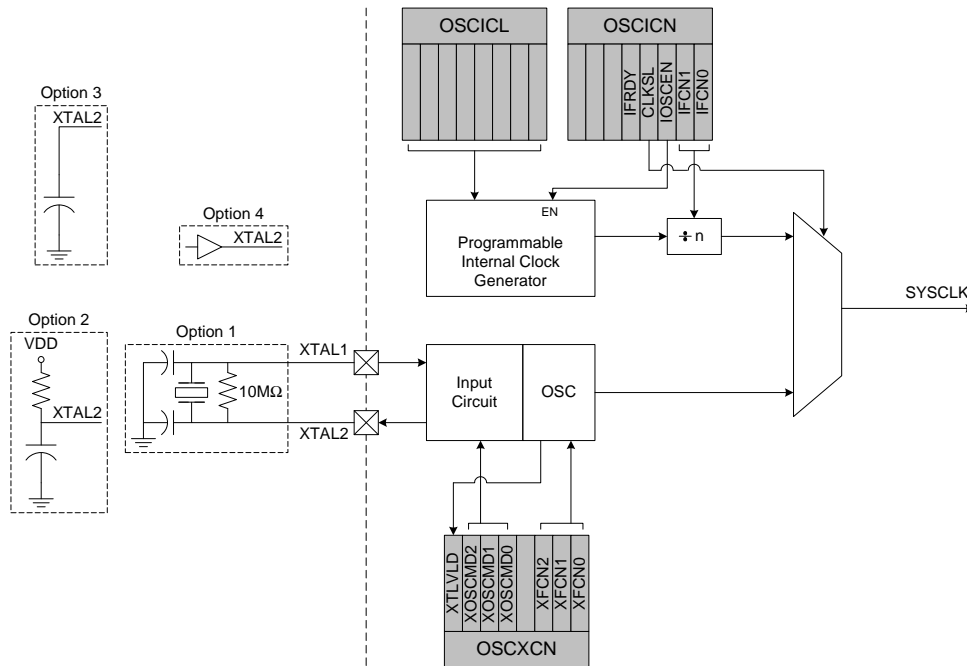 OSCICL
OSCICN
IFRDY
CLKSL
IOSCEN
IFCN1
IFCN0
Option 3
XTAL2
Option 4
XTAL2
EN
Programmable
Internal Clock
Generator
÷ n
SYSCLK
Option 2
VDD
XTAL2
Option 1
10MΩ
XTAL1
XTAL2
Input
Circuit
OSC
XTLVLD
XOSCMD2
XOSCMD1
XOSCMD0
XFCN2
XFCN1
XFCN0
OSCXCN